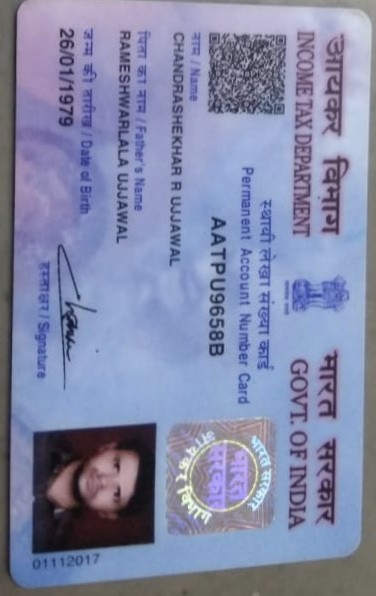 आयकर विभाग
INCOME TAX DEPARTMENT
भारत सरकार
GOVT. OF INDIA
स्थायी लेखा संख्या कार्ड
Permanent Account Number Card
AATPU9658B
नाम / Name
CHANDRASHEKHAR R UJJAWAL
पिता का नाम / Father's Name
RAMESHWARLALA UJJAWAL
जन्म की तारीख / Date of Birth
26/01/1979
हस्ताक्षर / Signature
भारत सरकार
आयकर विभाग
01112017